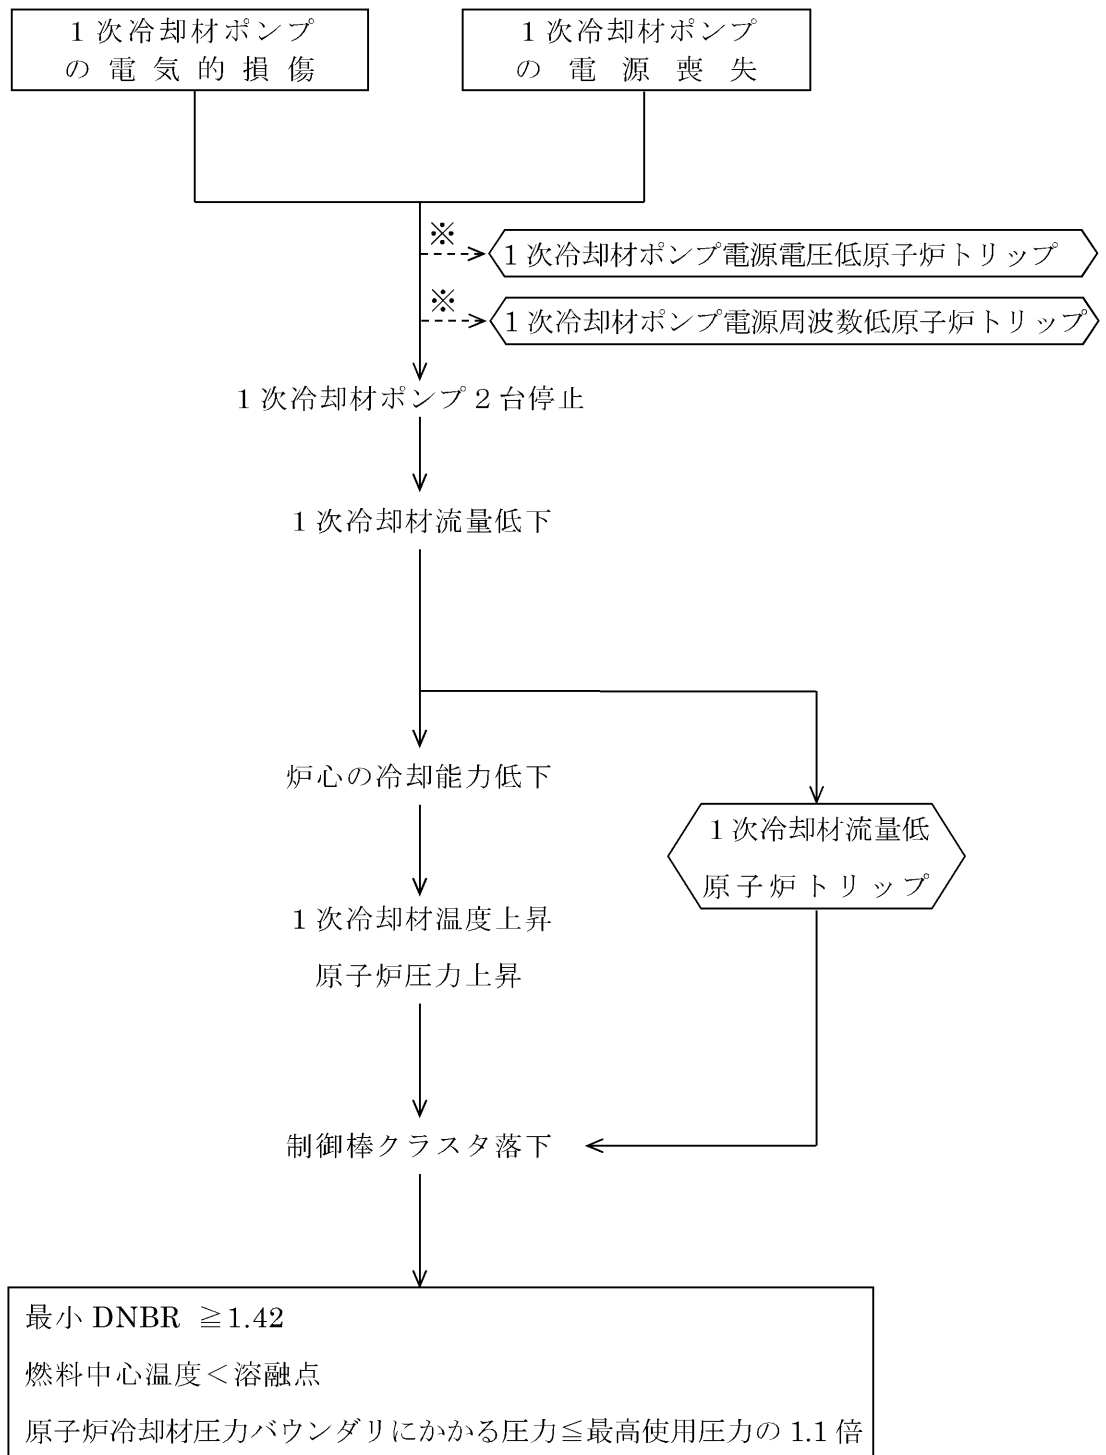 1次冷却材ポンプ
の電気的損傷
1次冷却材ポンプ
の電源喪失
※
1次冷却材ポンプ電源電圧低原子炉トリップ
※
1次冷却材ポンプ電源周波数低原子炉トリップ
1次冷却材ポンプ2台停止
1次冷却材流量低下
炉心の冷却能力低下
1次冷却材流量低
原子炉トリップ
1次冷却材温度上昇
原子炉圧力上昇
制御棒クラスタ落下
最小 DNBR ≧1.42
燃料中心温度<溶融点
原子炉冷却材圧力バウンダリにかかる圧力≦最高使用圧力の 1.1 倍